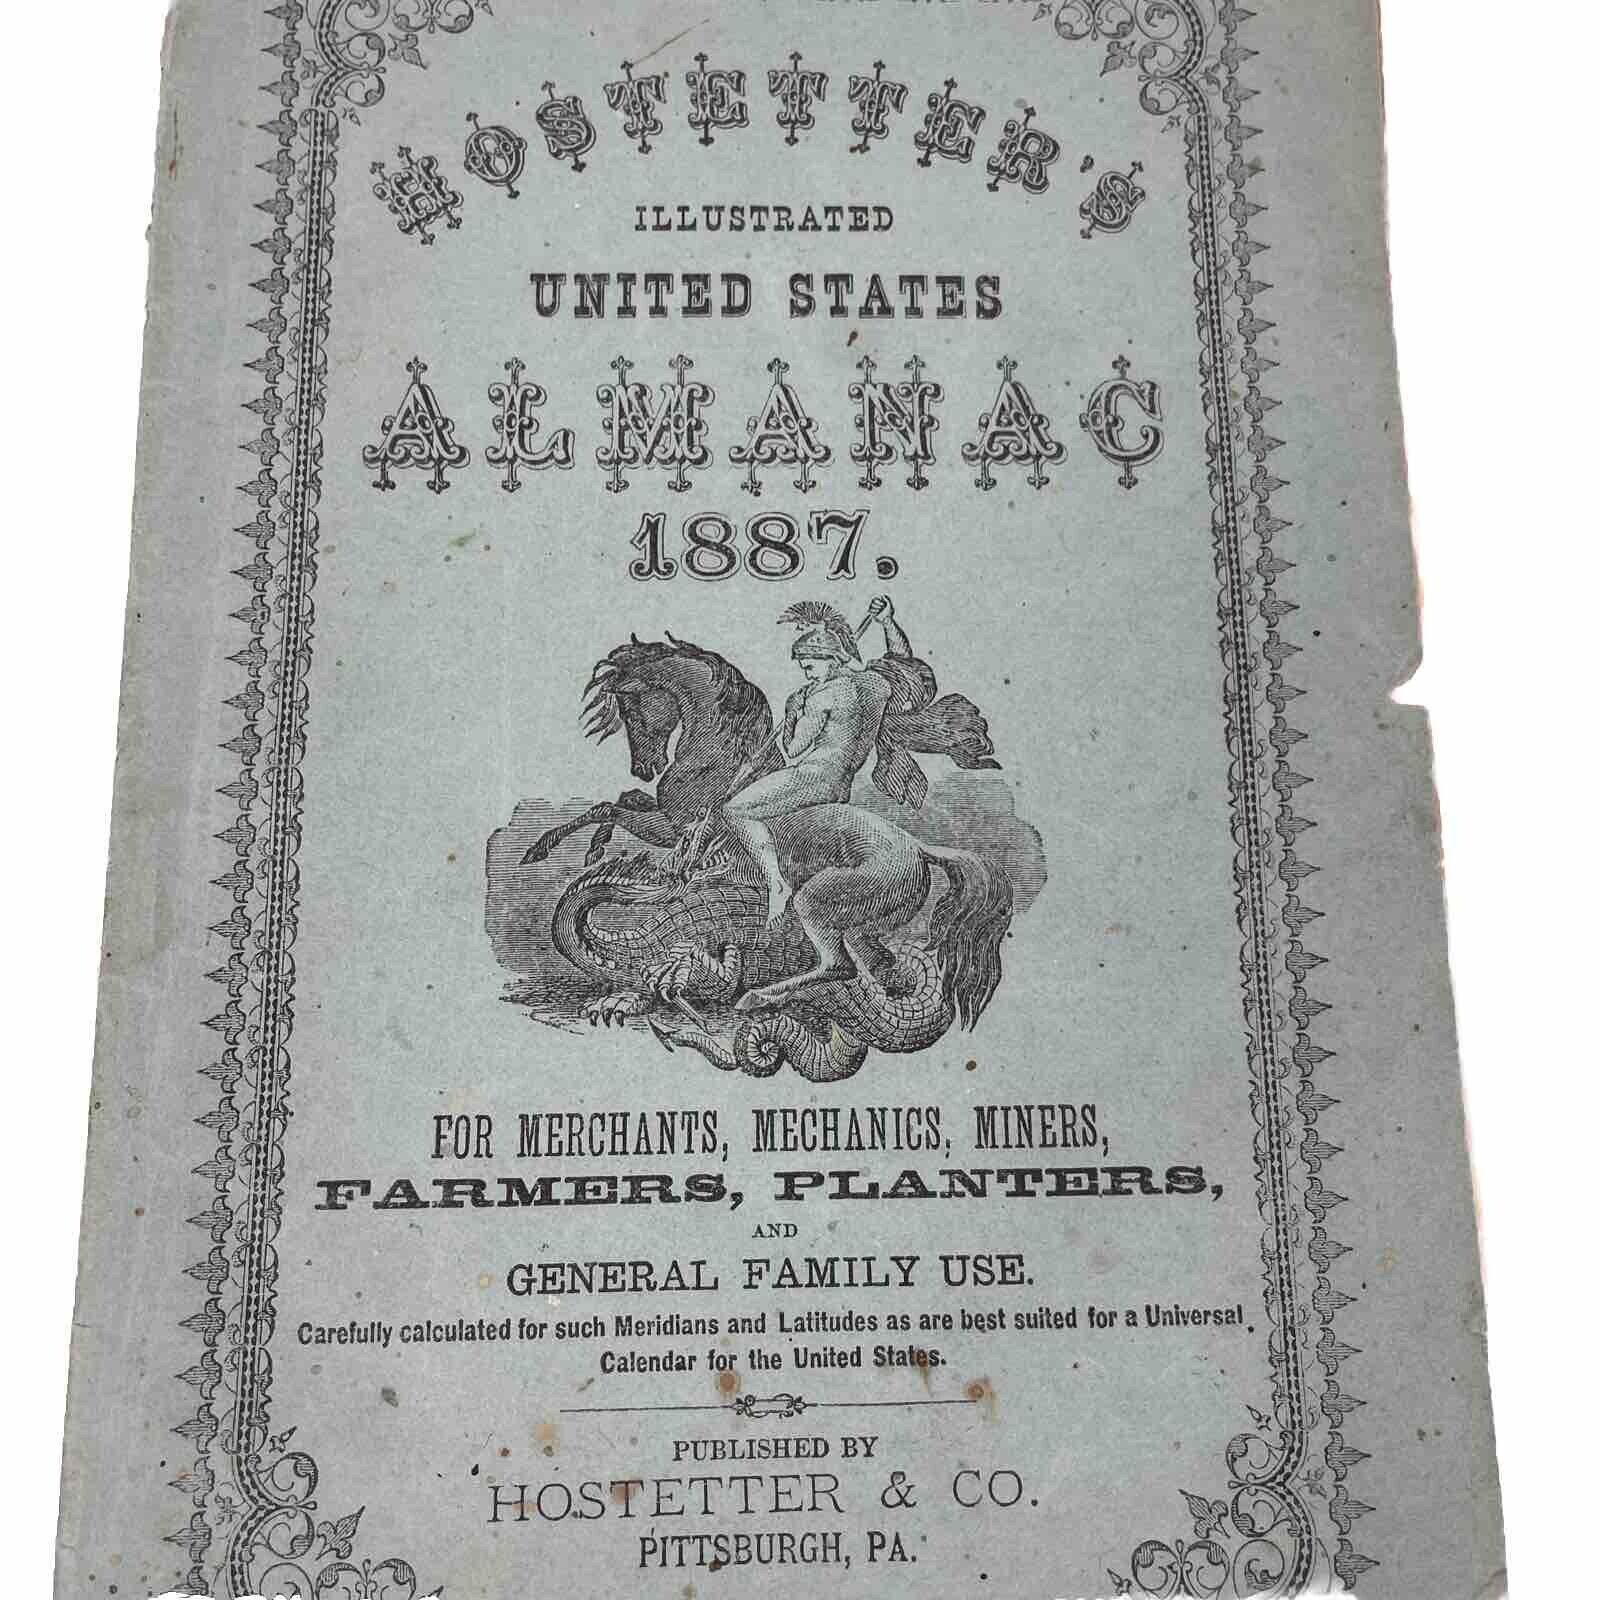 HOSTETTER'S
ILLUSTRATED
UNITED STATES
ALMANAC
1887.
FOR MERCHANTS, MECHANICS, MINERS,
FARMERS, PLANTERS,
AND
GENERAL FAMILY USE.
Carefully calculated for such Meridians and Latitudes as are best suited for a Universal
Calendar for the United States.
PUBLISHED BY
HOSTETTER & CO.
PITTSBURGH, PA.